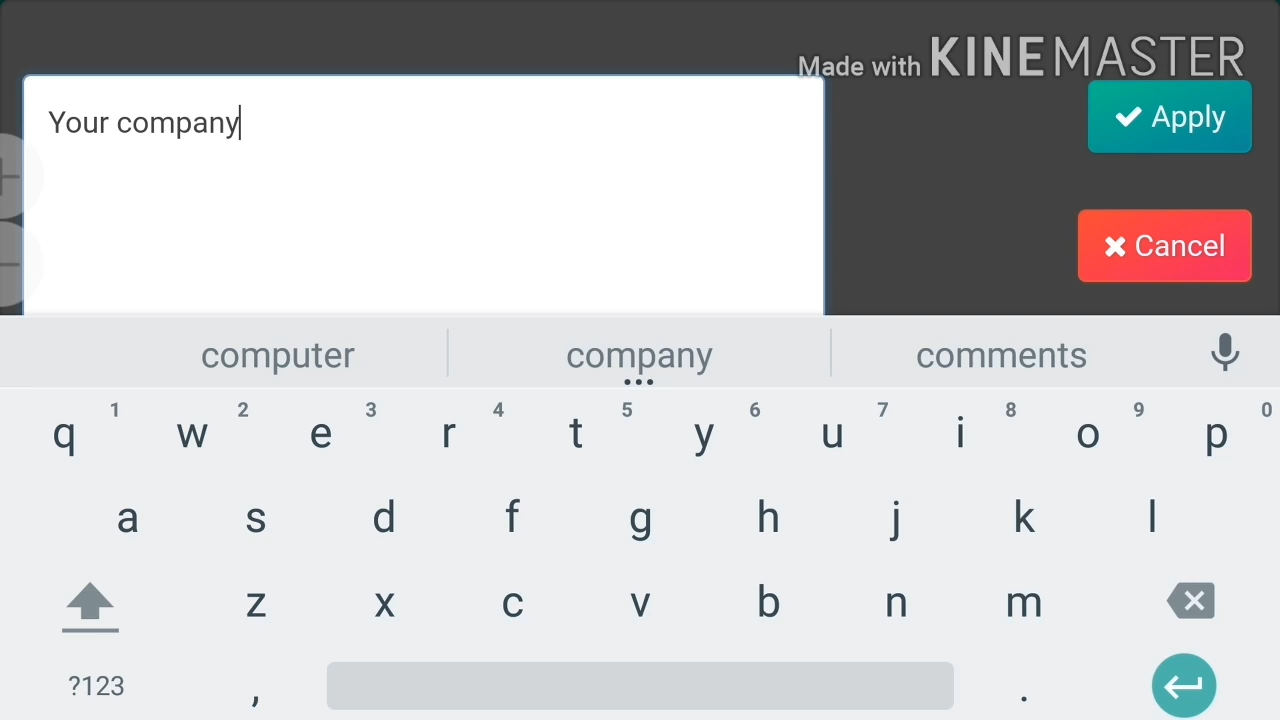 Made with KINEMASTER
Your company
Apply
Cancel
computer company comments
1 2 3 4 5 6 7 8 9 0
q w e r t y u i o p
a s d f g h j k l
z x c v b n m
?123 , .